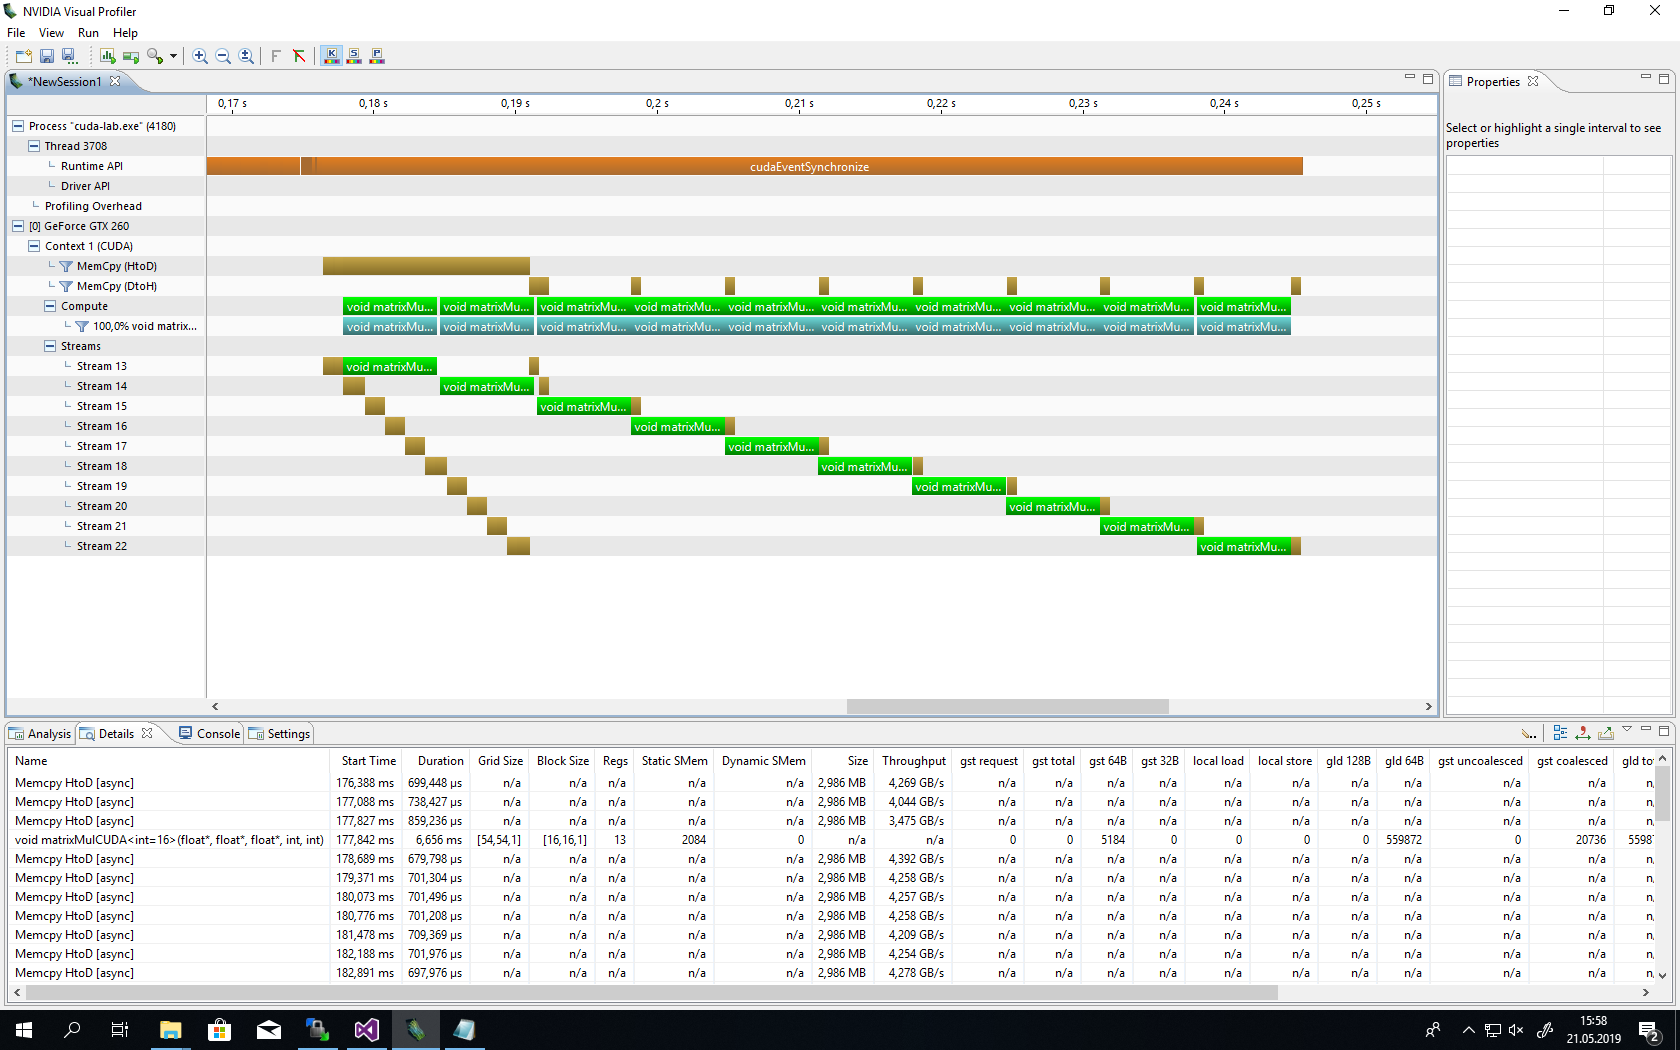 NVIDIA Visual Profiler
File View Run Help
*NewSession1
Properties
0,17 s 0,18 s 0,19 s 0,2 s 0,21 s 0,22 s 0,23 s 0,24 s 0,25 s
Select or highlight a single interval to see
properties
Process "cuda-lab.exe" (4180)
Thread 3708
Runtime API cudaEventSynchronize
Driver API
Profiling Overhead
[0] GeForce GTX 260
Context 1 (CUDA)
MemCpy (HtoD)
MemCpy (DtoH)
Compute void matrixMu... void matrixMu... void matrixMu... void matrixMu... void matrixMu... void matrixMu... void matrixMu... void matrixMu... void matrixMu... void matrixMu...
100,0% void matrix... void matrixMu... void matrixMu... void matrixMu... void matrixMu... void matrixMu... void matrixMu... void matrixMu... void matrixMu... void matrixMu... void matrixMu...
Streams
Stream 13 void matrixMu...
Stream 14 void matrixMu...
Stream 15 void matrixMu...
Stream 16 void matrixMu...
Stream 17 void matrixMu...
Stream 18 void matrixMu...
Stream 19 void matrixMu...
Stream 20 void matrixMu...
Stream 21 void matrixMu...
Stream 22 void matrixMu...
Analysis Details Console Settings
Name Start Time Duration Grid Size Block Size Regs Static SMem Dynamic SMem Size Throughput gst request gst total gst 64B gst 32B local load local store gld 128B gld 64B gst uncoalesced gst coalesced gld to
Memcpy HtoD [async] 176,388 ms 699,448 µs n/a n/a n/a n/a n/a 2,986 MB 4,269 GB/s n/a n/a n/a n/a n/a n/a n/a n/a n/a n/a n
Memcpy HtoD [async] 177,088 ms 738,427 µs n/a n/a n/a n/a n/a 2,986 MB 4,044 GB/s n/a n/a n/a n/a n/a n/a n/a n/a n/a n/a n
Memcpy HtoD [async] 177,827 ms 859,236 µs n/a n/a n/a n/a n/a 2,986 MB 3,475 GB/s n/a n/a n/a n/a n/a n/a n/a n/a n/a n/a n
void matrixMulCUDA<int=16>(float*, float*, float*, int, int) 177,842 ms 6,656 ms [54,54,1] [16,16,1] 13 2084 0 n/a n/a 0 0 5184 0 0 0 0 559872 0 20736 5598
Memcpy HtoD [async] 178,689 ms 679,798 µs n/a n/a n/a n/a n/a 2,986 MB 4,392 GB/s n/a n/a n/a n/a n/a n/a n/a n/a n/a n/a n
Memcpy HtoD [async] 179,371 ms 701,304 µs n/a n/a n/a n/a n/a 2,986 MB 4,258 GB/s n/a n/a n/a n/a n/a n/a n/a n/a n/a n/a n
Memcpy HtoD [async] 180,073 ms 701,496 µs n/a n/a n/a n/a n/a 2,986 MB 4,257 GB/s n/a n/a n/a n/a n/a n/a n/a n/a n/a n/a n
Memcpy HtoD [async] 180,776 ms 701,208 µs n/a n/a n/a n/a n/a 2,986 MB 4,258 GB/s n/a n/a n/a n/a n/a n/a n/a n/a n/a n/a n
Memcpy HtoD [async] 181,478 ms 709,369 µs n/a n/a n/a n/a n/a 2,986 MB 4,209 GB/s n/a n/a n/a n/a n/a n/a n/a n/a n/a n/a n
Memcpy HtoD [async] 182,188 ms 701,976 µs n/a n/a n/a n/a n/a 2,986 MB 4,254 GB/s n/a n/a n/a n/a n/a n/a n/a n/a n/a n/a n
Memcpy HtoD [async] 182,891 ms 697,976 µs n/a n/a n/a n/a n/a 2,986 MB 4,278 GB/s n/a n/a n/a n/a n/a n/a n/a n/a n/a n/a n
15:58
21.05.2019
2